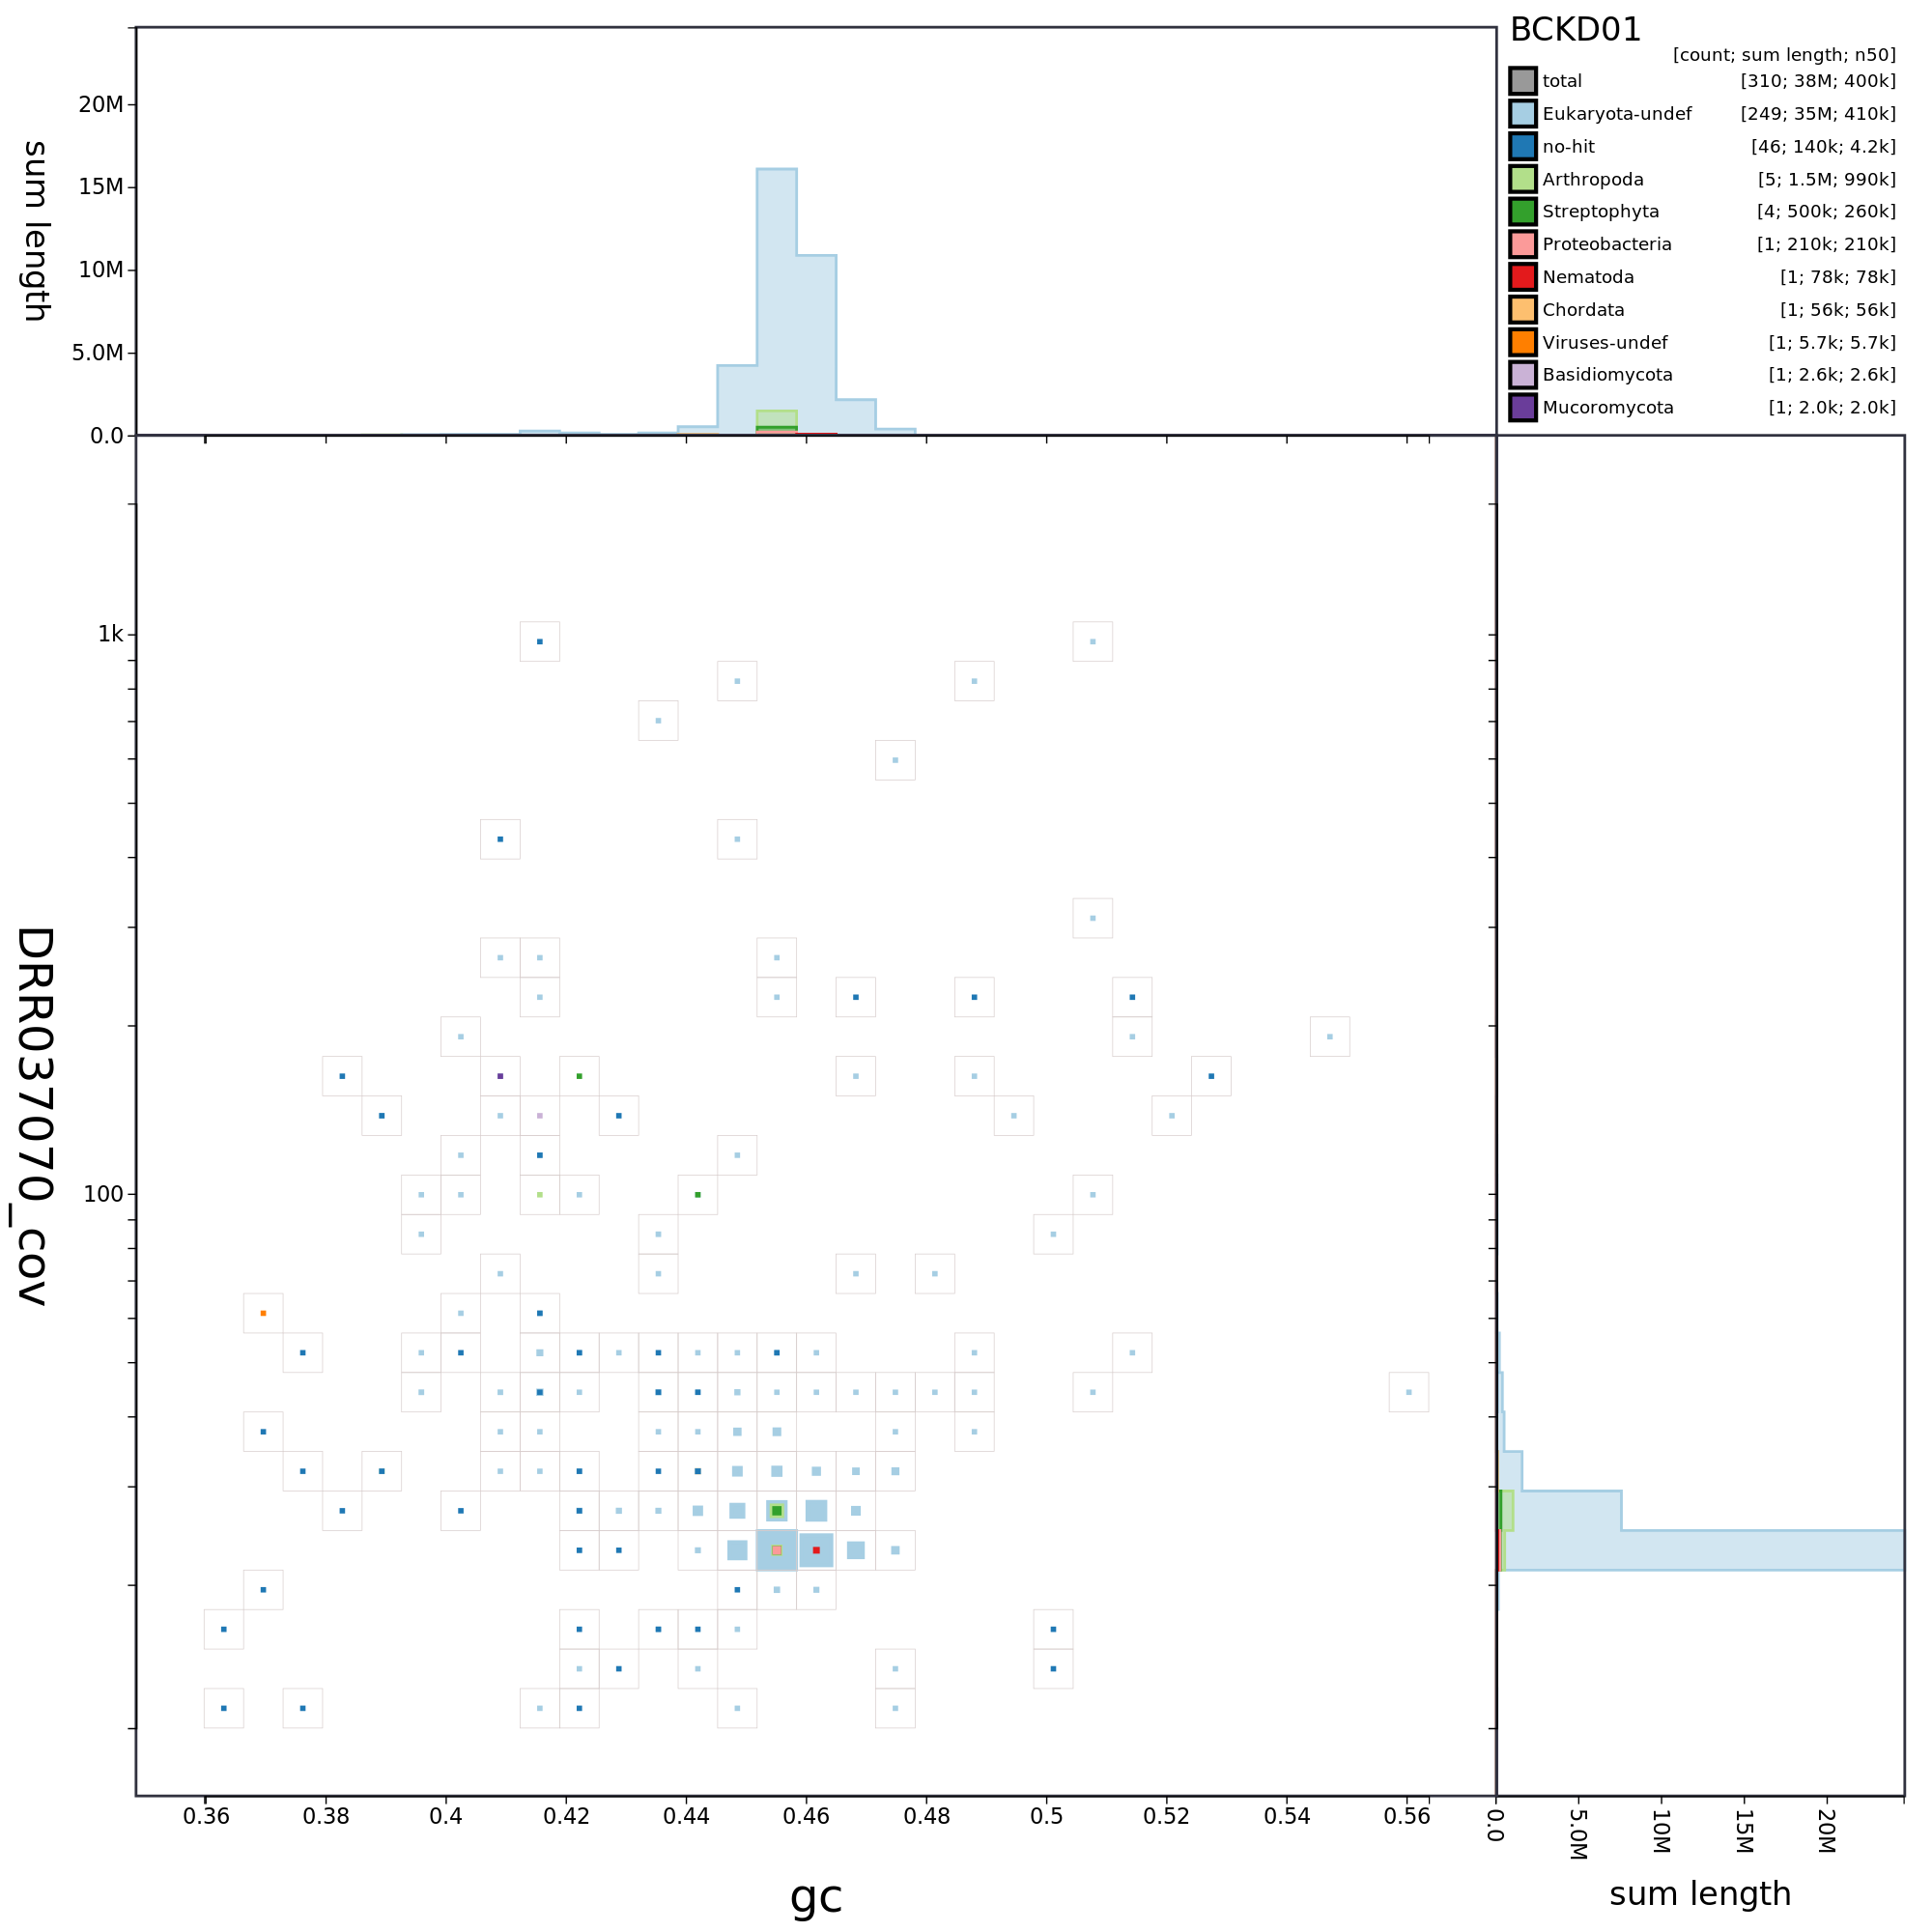 BCKD01
[count; sum length; n50]
total [310; 38M; 400k]
Eukaryota-undef [249; 35M; 410k]
no-hit [46; 140k; 4.2k]
Arthropoda [5; 1.5M; 990k]
Streptophyta [4; 500k; 260k]
Proteobacteria [1; 210k; 210k]
Nematoda [1; 78k; 78k]
Chordata [1; 56k; 56k]
Viruses-undef [1; 5.7k; 5.7k]
Basidiomycota [1; 2.6k; 2.6k]
Mucoromycota [1; 2.0k; 2.0k]
sum length
20M
15M
10M
5.0M
0.0
DRR037070_cov
1k
100
0.36 0.38 0.4 0.42 0.44 0.46 0.48 0.5 0.52 0.54 0.56
gc
0.0 5.0M 10M 15M 20M
sum length